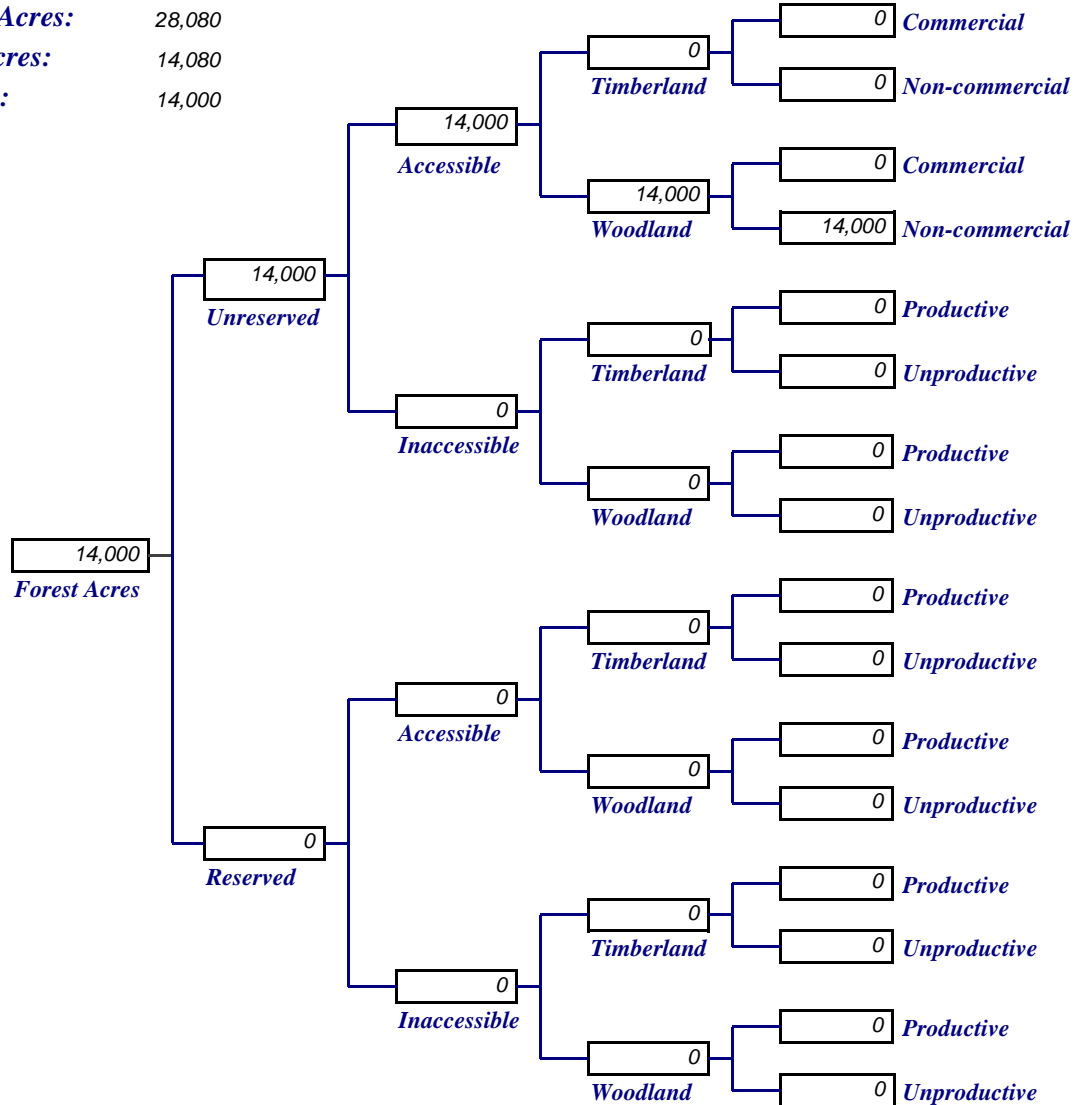 Acres: 28,080
cres: 14,080
: 14,000
0 Commercial
0
Timberland
0 Non-commercial
14,000
Accessible
0 Commercial
14,000
Woodland
14,000 Non-commercial
14,000
Unreserved
0 Productive
0
Timberland
0 Unproductive
0
Inaccessible
0 Productive
0
Woodland
0 Unproductive
14,000
Forest Acres
0 Productive
0
Timberland
0 Unproductive
0
Accessible
0 Productive
0
Woodland
0 Unproductive
0
Reserved
0 Productive
0
Timberland
0 Unproductive
0
Inaccessible
0 Productive
0
Woodland
0 Unproductive